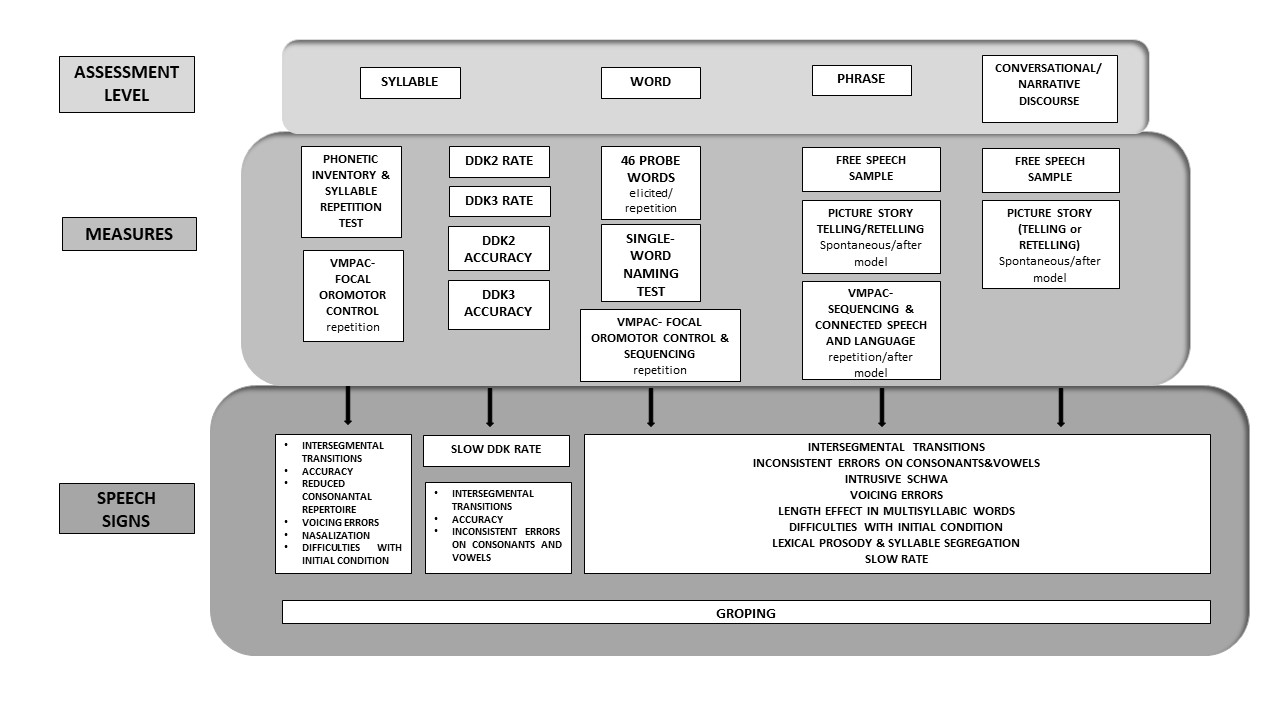 ASSESSMENT
LEVEL
SYLLABLE
WORD
PHRASE
CONVERSATIONAL/
NARRATIVE
DISCOURSE
MEASURES
PHONETIC
INVENTORY &
SYLLABLE
REPETITION
TEST
VMPAC-
FOCAL
OROMOTOR
CONTROL
repetition
DDK2 RATE
DDK3 RATE
DDK2
ACCURACY
DDK3
ACCURACY
46 PROBE
WORDS
elicited/
repetition
SINGLE-
WORD
NAMING
TEST
VMPAC- FOCAL
OROMOTOR CONTROL &
SEQUENCING
repetition
FREE SPEECH
SAMPLE
PICTURE STORY
TELLING/RETELLING
Spontaneous/after
model
VMPAC-
SEQUENCING &
CONNECTED SPEECH
AND LANGUAGE
repetition/after
model
FREE SPEECH
SAMPLE
PICTURE STORY
(TELLING or
RETELLING)
Spontaneous/after
model
SPEECH
SIGNS
• INTERSEGMENTAL
TRANSITIONS
• ACCURACY
• REDUCED
CONSONANTAL
REPERTOIRE
• VOICING ERRORS
• NASALIZATION
• DIFFICULTIES WITH
INITIAL CONDITION
SLOW DDK RATE
• INTERSEGMENTAL
TRANSITIONS
• ACCURACY
• INCONSISTENT ERRORS
ON CONSONANTS AND
VOWELS
INTERSEGMENTAL TRANSITIONS
INCONSISTENT ERRORS ON CONSONANTS&VOWELS
INTRUSIVE SCHWA
VOICING ERRORS
LENGTH EFFECT IN MULTISYLLABIC WORDS
DIFFICULTIES WITH INITIAL CONDITION
LEXICAL PROSODY & SYLLABLE SEGREGATION
SLOW RATE
GROPING